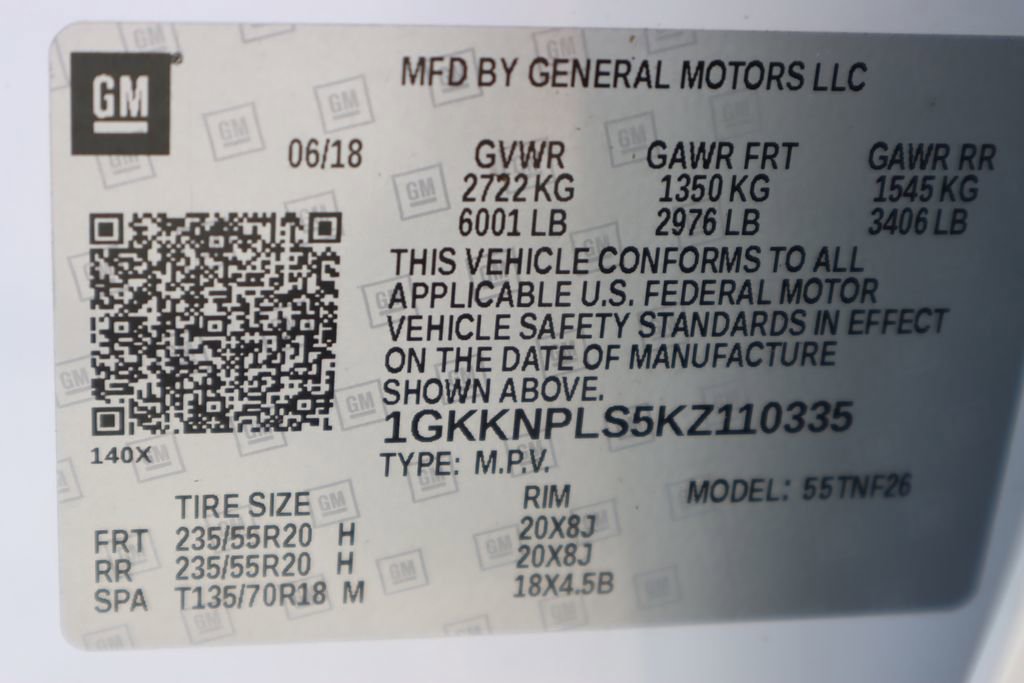 GM
MFD BY GENERAL MOTORS LLC
06/18 GVWR GAWR FRT GAWR RR
2722 KG 1350 KG 1545 KG
6001 LB 2976 LB 3406 LB
THIS VEHICLE CONFORMS TO ALL
APPLICABLE U.S. FEDERAL MOTOR
VEHICLE SAFETY STANDARDS IN EFFECT
ON THE DATE OF MANUFACTURE
SHOWN ABOVE.
1GKKNPLS5KZ110335
140X
TYPE: M.P.V. MODEL: 55TNF26
TIRE SIZE RIM
FRT 235/55R20 H 20X8J
RR 235/55R20 H 20X8J
SPA T135/70R18 M 18X4.5B